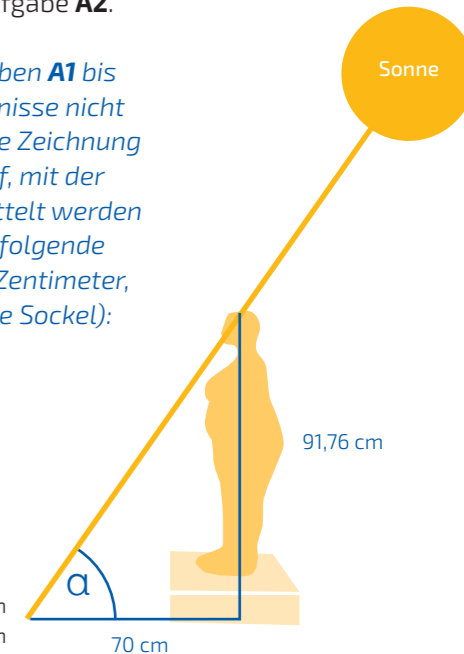 fgabe A2.
ben A1 bis
nisse nicht
e Zeichnung
f, mit der
ttelt werden
folgende
Zentimeter,
e Sockel):
Sonne
91,76 cm
α
70 cm